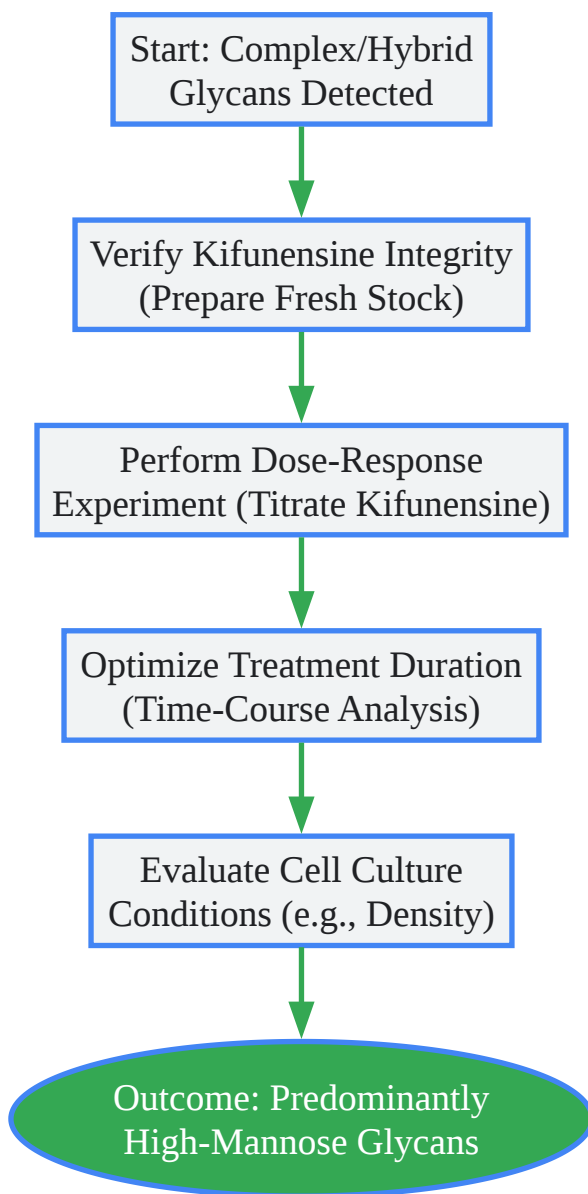 Start: Complex/Hybrid
Glycans Detected
Verify Kifunensine Integrity
(Prepare Fresh Stock)
Perform Dose-Response
Experiment (Titrate Kifunensine)
Optimize Treatment Duration
(Time-Course Analysis)
Evaluate Cell Culture
Conditions (e.g., Density)
Outcome: Predominantly
High-Mannose Glycans